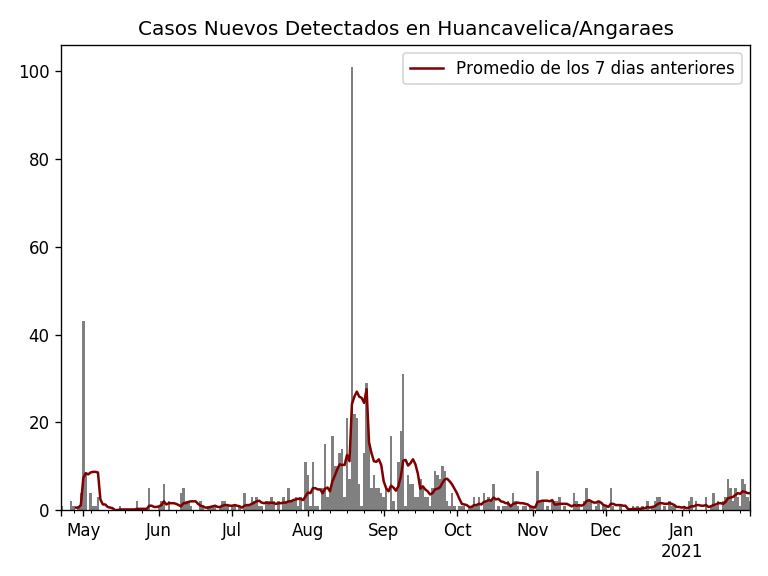 Casos Nuevos Detectados en Huancavelica/Angaraes
Promedio de los 7 dias anteriores
100
80
60
40
20
0
May Jun Jul Aug Sep Oct Nov Dec Jan
2021